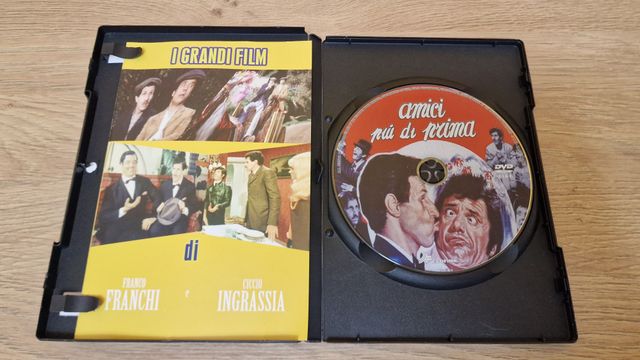 I GRANDI FILM
di
FRANCO
FRANCHI
e
CICCIO
INGRASSIA
amici
più di prima
DVD